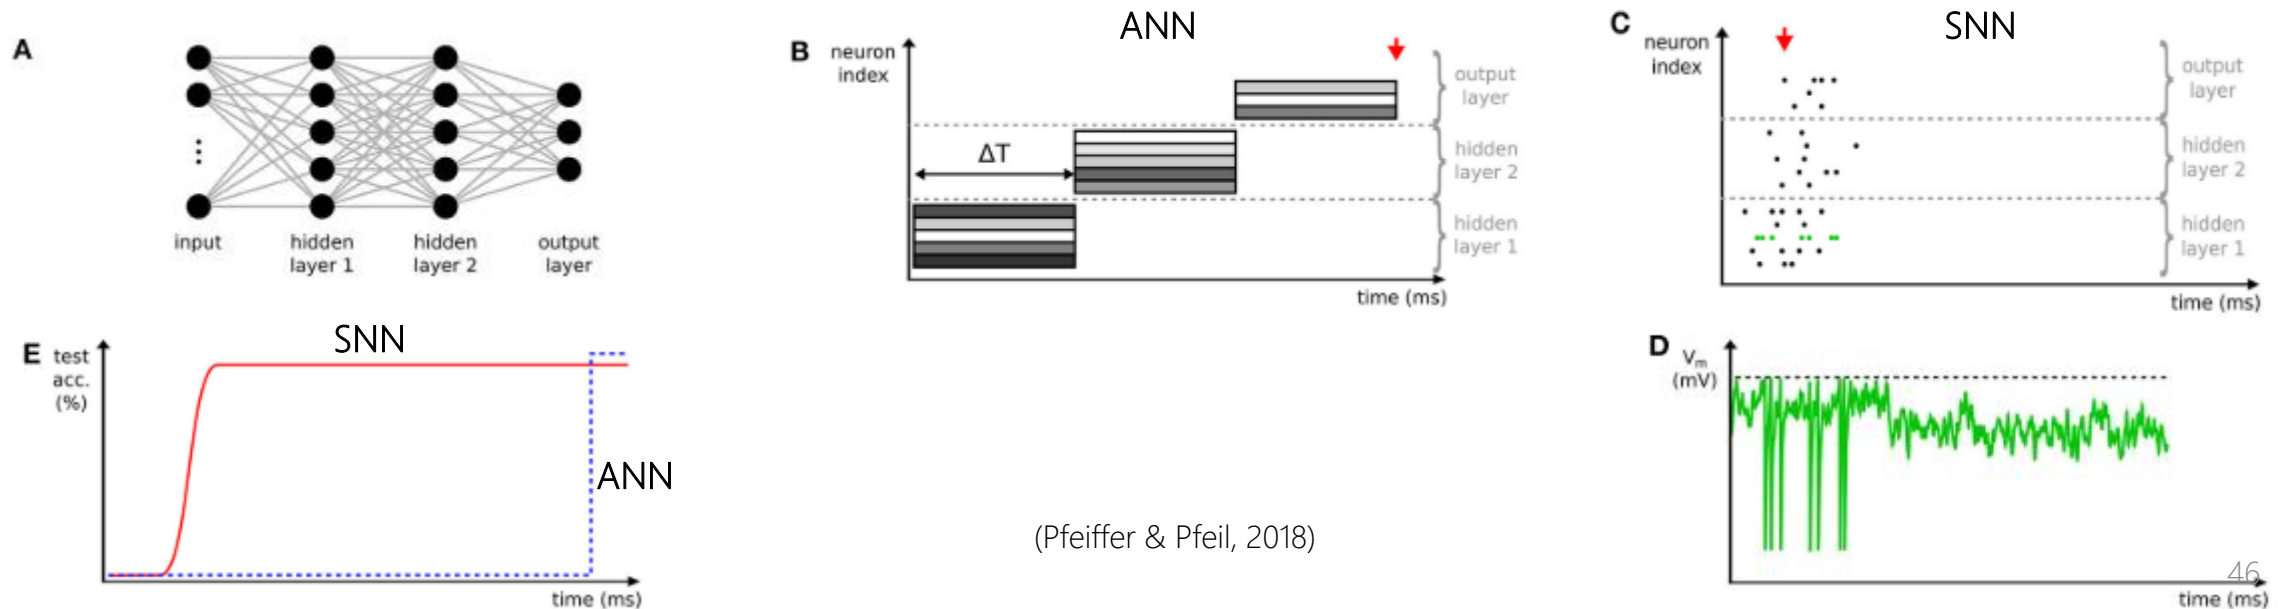 A
input
hidden
layer 1
hidden
layer 2
output
layer
B
ANN
neuron
index
output
layer
ΔT
hidden
layer 2
hidden
layer 1
time (ms)
C
SNN
neuron
index
output
layer
hidden
layer 2
hidden
layer 1
time (ms)
E
SNN
test
acc.
(%)
ANN
time (ms)
(Pfeiffer & Pfeil, 2018)
D
Vm
(mV)
46
time (ms)